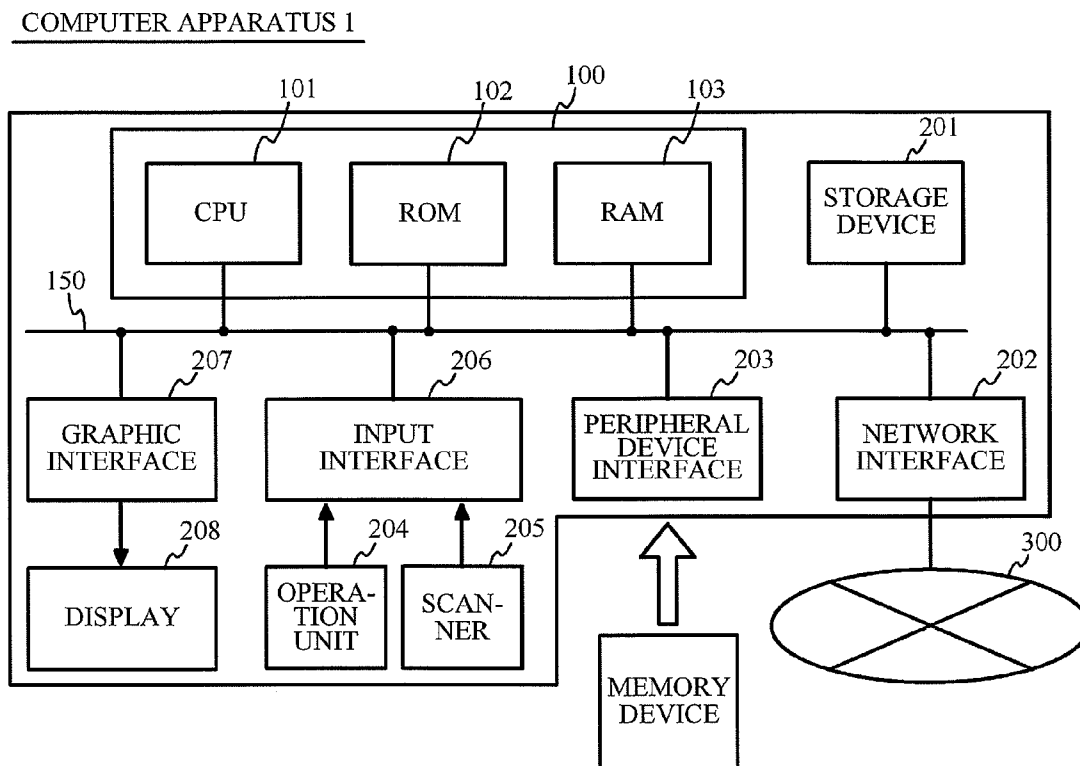 COMPUTER APPARATUS 1
100
101
102
103
201
CPU
ROM
RAM
STORAGE
DEVICE
150
207
206
203
202
GRAPHIC
INTERFACE
INPUT
INTERFACE
PERIPHERAL
DEVICE
INTERFACE
NETWORK
INTERFACE
208
204
205
300
DISPLAY
OPERA-
TION
UNIT
SCAN-
NER
MEMORY
DEVICE